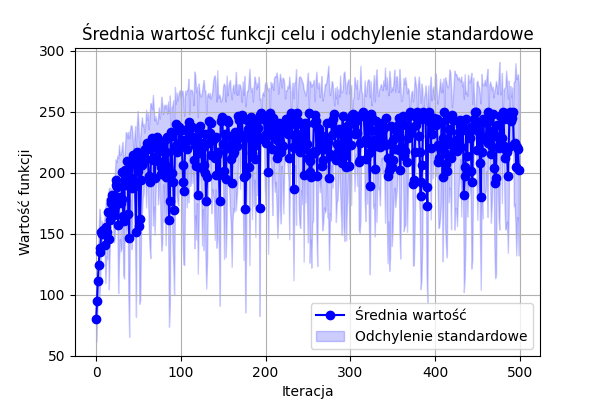 Średnia wartość funkcji celu i odchylenie standardowe
300
250
200
150
100
50
Wartość funkcji
Średnia wartość
Odchylenie standardowe
0
100
200
300
400
500
Iteracja